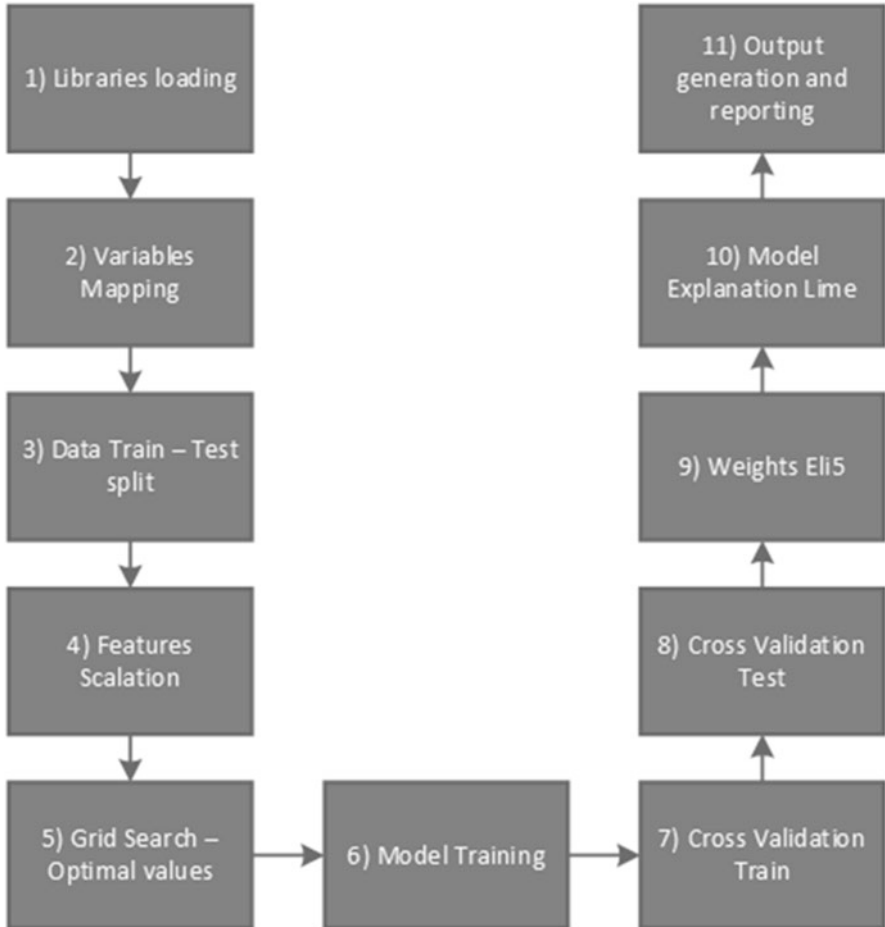 1) Libraries loading
2) Variables
Mapping
3) Data Train – Test
split
4) Features
Scalation
5) Grid Search –
Optimal values
6) Model Training
7) Cross Validation
Train
8) Cross Validation
Test
9) Weights Eli5
10) Model
Explanation Lime
11) Output
generation and
reporting